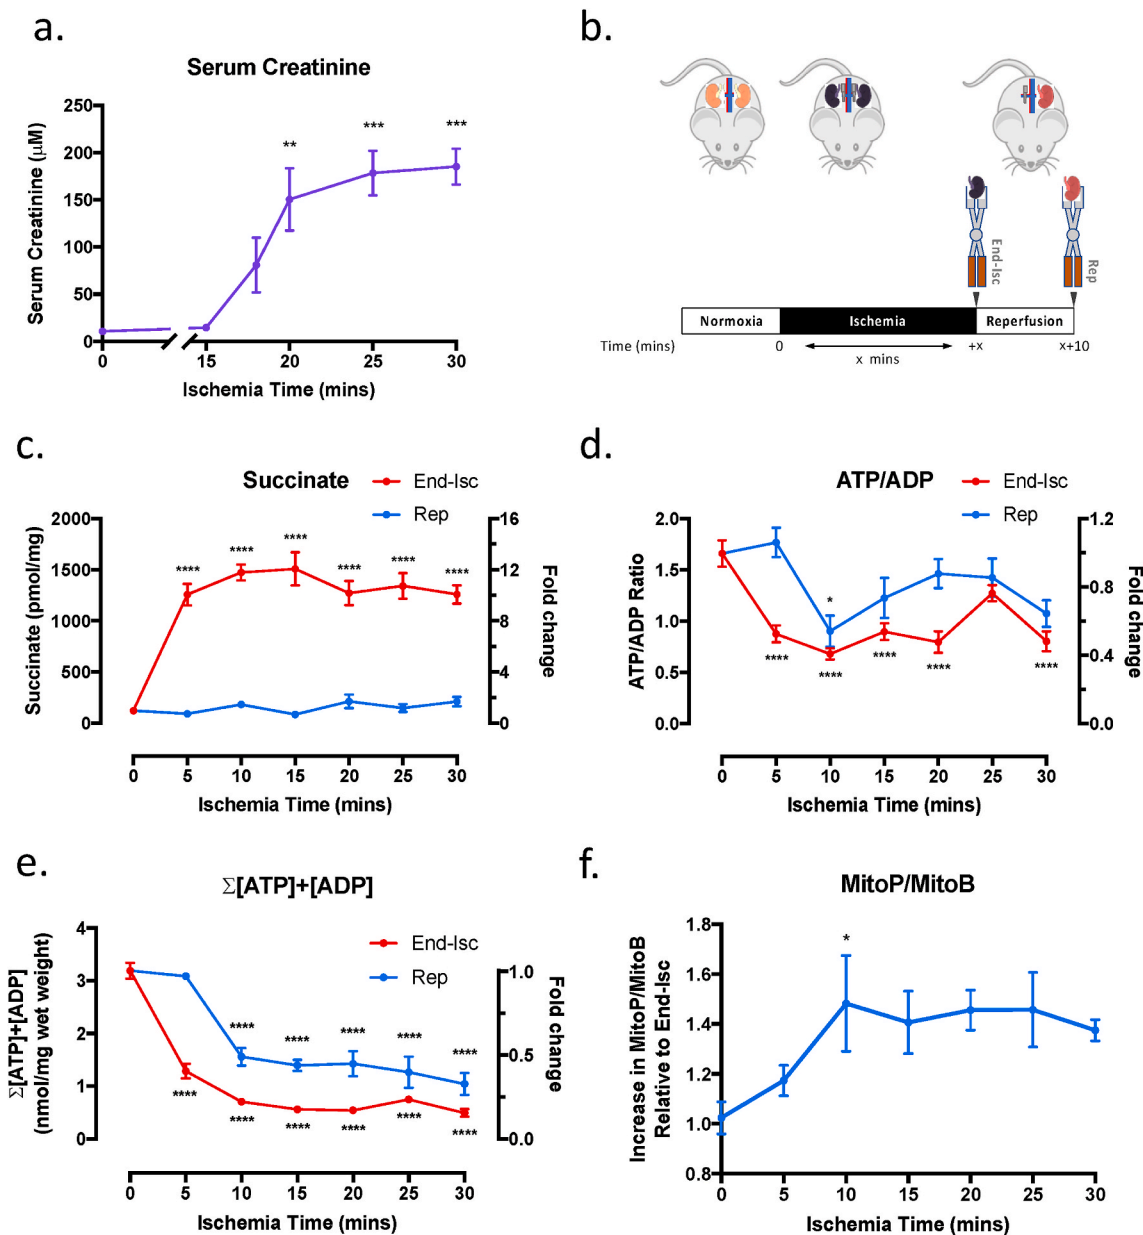 a.
Serum Creatinine
Serum Creatinine (μM)
250
200
150
100
50
0
** *** ***
0 15 20 25 30
Ischemia Time (mins)
b.
End-Isc
Rep
Normoxia Ischemia Reperfusion
Time (mins) 0 x mins +x x+10
c.
Succinate
End-Isc
Rep
Succinate (pmol/mg)
2000
1500
1000
500
0
**** **** **** **** **** ****
16
12
8
4
0
Fold change
0 5 10 15 20 25 30
Ischemia Time (mins)
d.
ATP/ADP
End-Isc
Rep
ATP/ADP Ratio
2.0
1.5
1.0
0.5
0.0
*
**** **** **** **** ****
1.2
0.8
0.4
0.0
Fold change
0 5 10 15 20 25 30
Ischemia Time (mins)
e.
Σ[ATP]+[ADP]
End-Isc
Rep
Σ[ATP]+[ADP]
(nmol/mg wet weight)
4
3
2
1
0
**** **** **** **** ****
**** **** **** **** **** ****
1.0
0.5
0.0
Fold change
0 5 10 15 20 25 30
Ischemia Time (mins)
f.
MitoP/MitoB
Increase in MitoP/MitoB
Relative to End-Isc
1.8
1.6
1.4
1.2
1.0
0.8
*
0 5 10 15 20 25 30
Ischemia Time (mins)